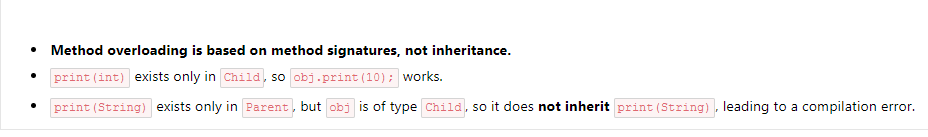 Method overloading is based on method signatures, not inheritance.
print(int) exists only in Child, so obj.print(10); works.
print(String) exists only in Parent, but obj is of type Child, so it does not inherit print(String), leading to a compilation error.